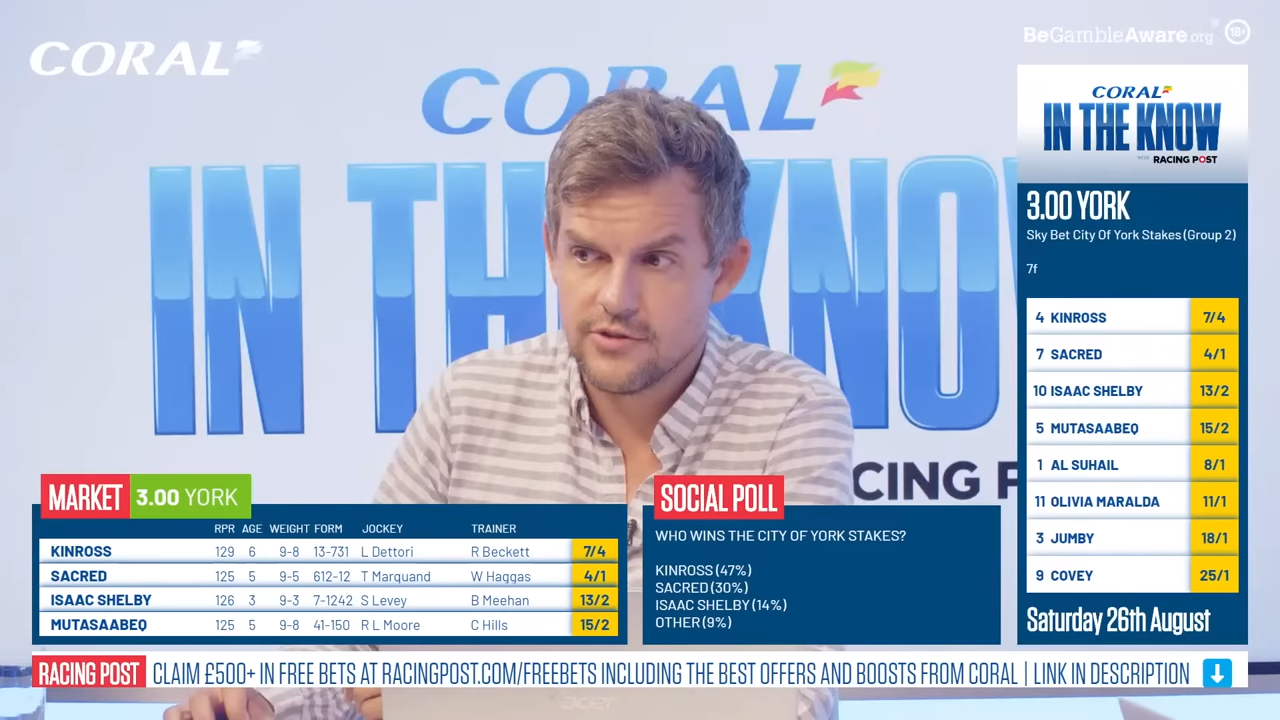 CORAL
BeGambleAware.org 18+
CORAL
IN THE KNOW
CING P
CORAL
IN THE KNOW
WITH RACING POST
3.00 YORK
Sky Bet City Of York Stakes (Group 2)
7f
4 KINROSS 7/4
7 SACRED 4/1
10 ISAAC SHELBY 13/2
5 MUTASAABEQ 15/2
1 AL SUHAIL 8/1
11 OLIVIA MARALDA 11/1
3 JUMBY 18/1
9 COVEY 25/1
Saturday 26th August
MARKET 3.00 YORK
RPR AGE WEIGHT FORM JOCKEY TRAINER
KINROSS 129 6 9-8 13-731 L Dettori R Beckett 7/4
SACRED 125 5 9-5 612-12 T Marquand W Haggas 4/1
ISAAC SHELBY 126 3 9-3 7-1242 S Levey B Meehan 13/2
MUTASAABEQ 125 5 9-8 41-150 R L Moore C Hills 15/2
SOCIAL POLL
WHO WINS THE CITY OF YORK STAKES?
KINROSS (47%)
SACRED (30%)
ISAAC SHELBY (14%)
OTHER (9%)
RACING POST CLAIM £500+ IN FREE BETS AT RACINGPOST.COM/FREEBETS INCLUDING THE BEST OFFERS AND BOOSTS FROM CORAL | LINK IN DESCRIPTION
acer